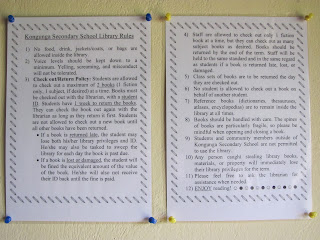 Kongunga Secondary School Library Rules
1) No food, drink, jackets/coats, or bags are
allowed inside the library.
2) Voice levels should be kept down to a
minimum. Yelling, screaming, and misconduct
will not be tolerated.
3) Check out/Return Policy: Students are allowed
to check out a maximum of 2 books (1 fiction
only, 1 subject, if desired) at a time. Books must
be checked out with the librarian, with a student
ID. Students have 1 week to return the books.
They can check the book out again with the
librarian as long as they return it first. Students
are not allowed to check out a new book until
all other books have been returned.
• If a book is returned late, the student may
lose both his/her library privileges and ID.
He/she may also be tasked to sweep the
library for each day the book is past due.
• If a book is lost or damaged, the student will
be fined the equivalent amount of the value
of the book. He/she will also not receive
their ID back until the fine is paid.
4) Staff are allowed to check out only 1 fiction
book at a time, but they can check out as many
subject books as desired. Books should be
returned by the end of term. Staff will be
held to the same standard and in the same regard
as students if a book is returned late, lost, or
damaged.
5) Class sets of books are to be returned the day
they are checked out.
6) No student is allowed to check out a book on
behalf of another student.
7) Reference books (dictionaries, thesauruses,
atlases, encyclopedias) are to remain inside the
library at all times.
8) Books should be handled with care. The spines
of books are particularly fragile, so please be
mindful when opening and closing a book.
9) Students and community members outside of
Kongunga Secondary School are not permitted
to use the library.
10) Any person caught stealing library books,
materials, or property will immediately lose
their library privileges for the term.
11) Please feel free to ask the librarian for
assistance when needed.
12) ENJOY reading!